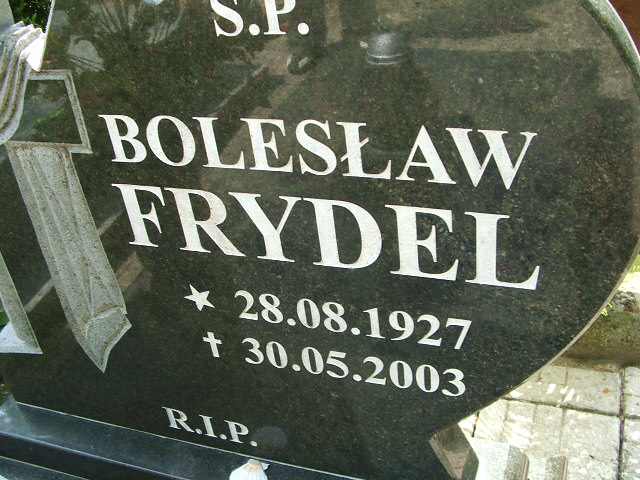 S.P.
BOLESŁAW
FRYDEL
28.08.1927
30.05.2003
R.I.P.